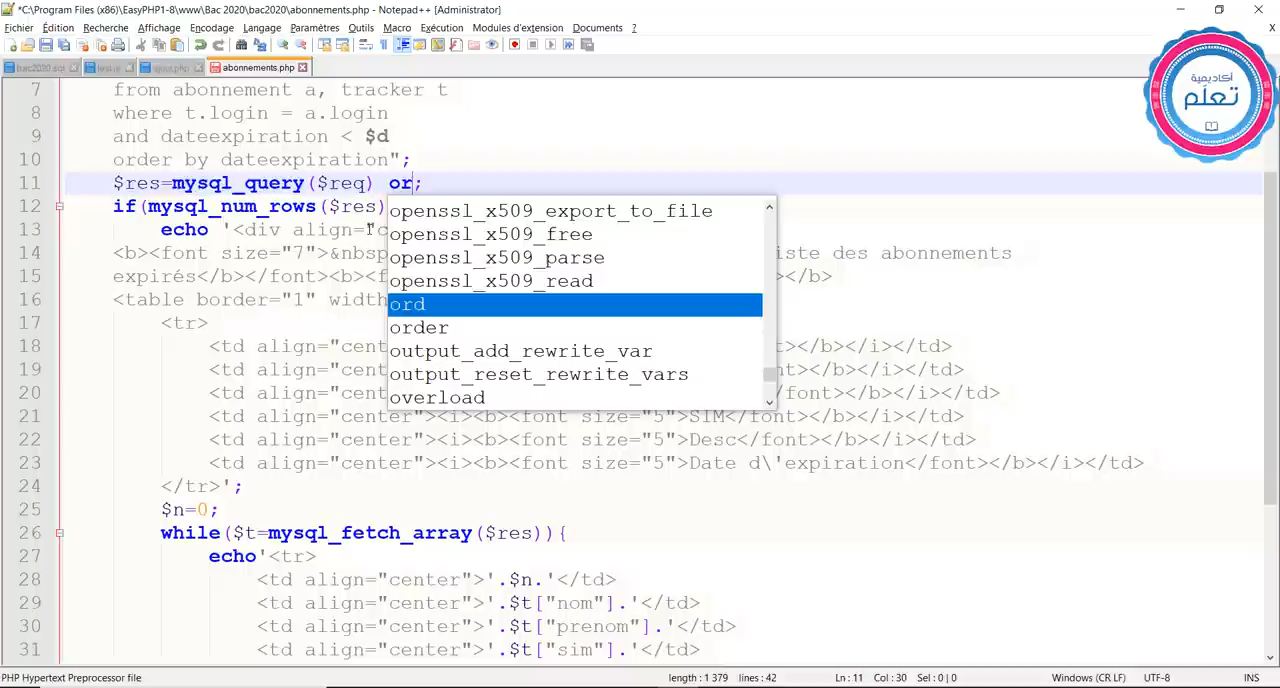 *C:\Program Files (x86)\EasyPHP1-8\www\Bac 2020\bac2020\abonnements.php - Notepad++ [Administrator]
Fichier Édition Recherche Affichage Encodage Langage Paramètres Outils Macro Exécution Modules d'extension Documents ?
X
bac2020.sql
ajout.php
abonnements.php
أكاديمية
تعلّم
7 from abonnement a, tracker t
8 where t.login = a.login
9 and dateexpiration < $d
10 order by dateexpiration";
11 $res=mysql_query($req) or;
12 if(mysql_num_rows($res)
openssl_x509_export_to_file
13 echo '<div align="c
openssl_x509_free
14 <b><font size="7">&nbsp iste des abonnements
openssl_x509_parse
15 expirés</b></font><b><f ></b>
openssl_x509_read
16 <table border="1" width
ord
17 <tr>
order
18 <td align="cent t></b></i></td>
output_add_rewrite_var
19 <td align="cent ont></b></i></td>
output_reset_rewrite_vars
20 <td align="cent /font></b></i></td>
overload
21 <td align="center"><i><b><font size="5">SIM</font></b></i></td>
22 <td align="center"><i><b><font size="5">Desc</font></b></i></td>
23 <td align="center"><i><b><font size="5">Date d\'expiration</font></b></i></td>
24 </tr>';
25 $n=0;
26 while($t=mysql_fetch_array($res)){
27 echo'<tr>
28 <td align="center">'.$n.'</td>
29 <td align="center">'.$t["nom"].'</td>
30 <td align="center">'.$t["prenom"].'</td>
31 <td align="center">'.$t["sim"].'</td>
PHP Hypertext Preprocessor file length : 1 379 lines : 42 Ln : 11 Col : 30 Sel : 0 | 0 Windows (CR LF) UTF-8 INS